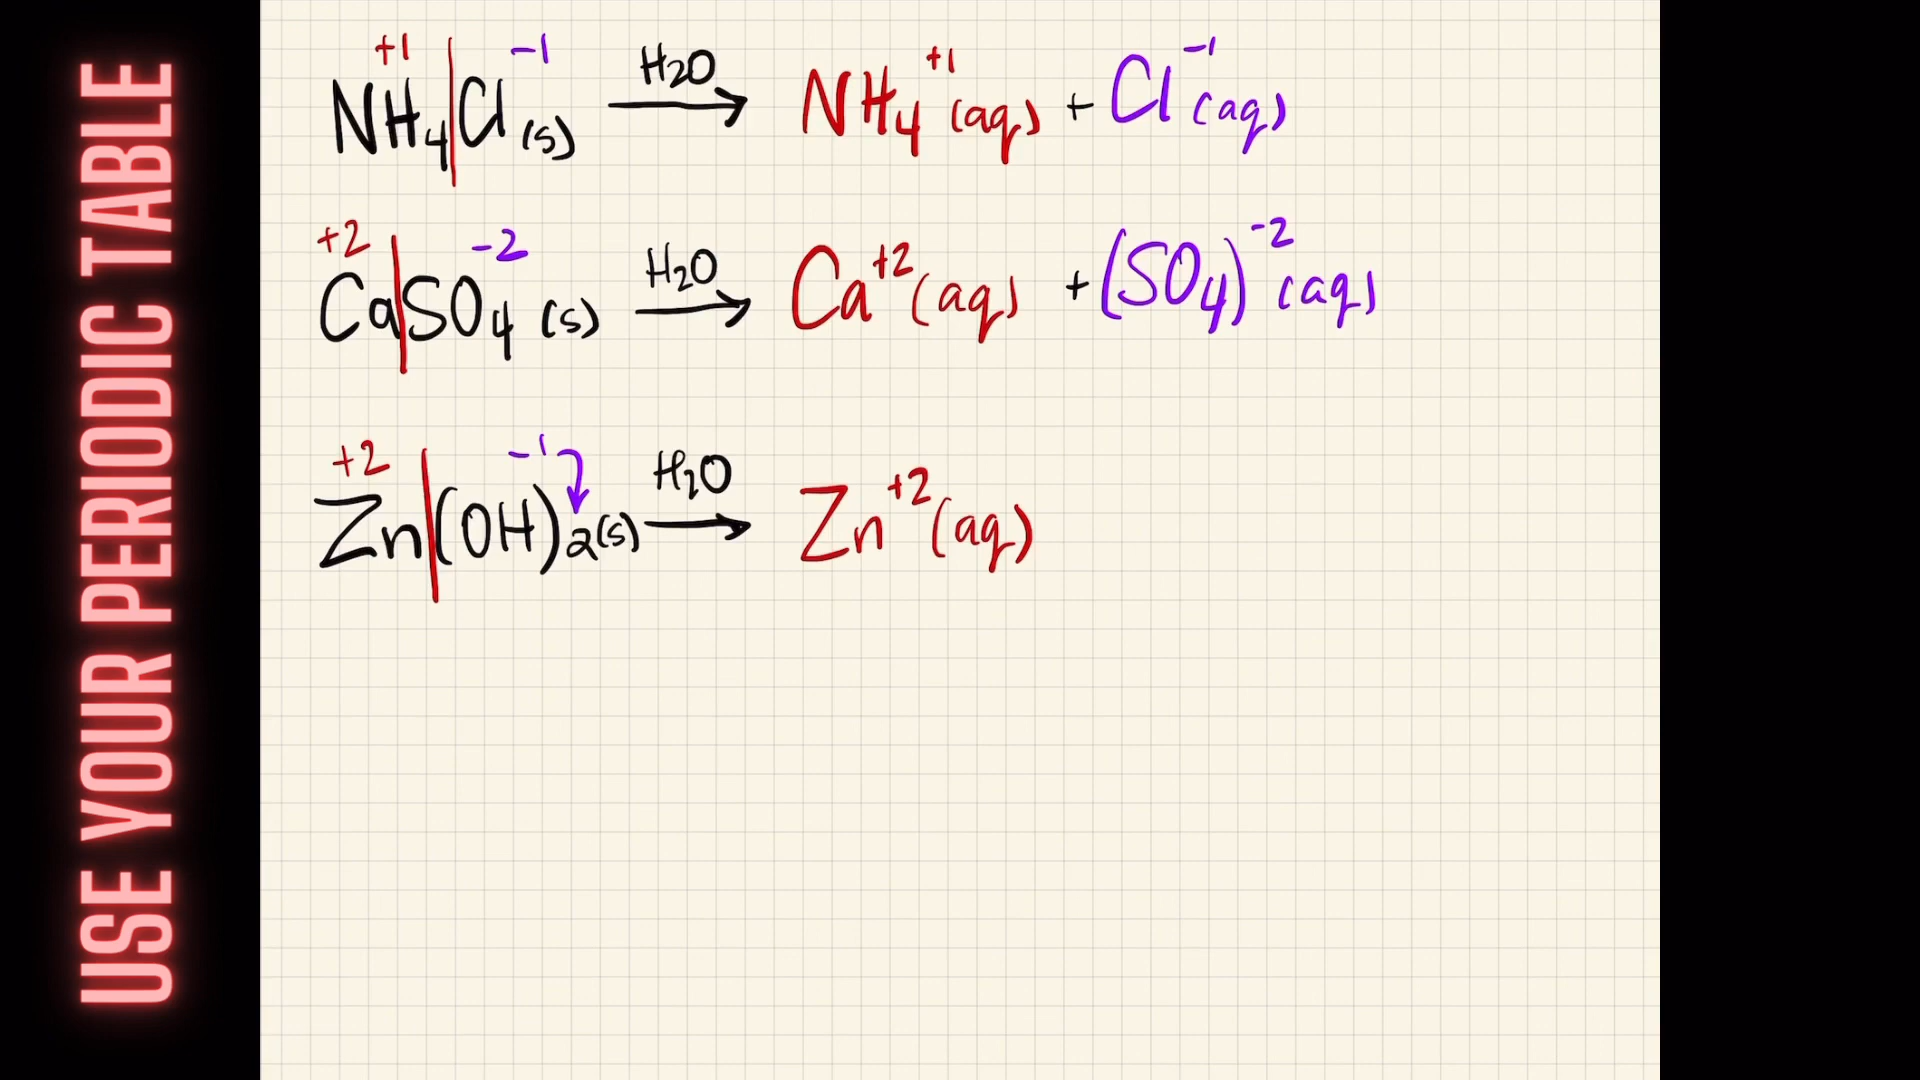 USE YOUR PERIODIC TABLE
+1 -1
NH4|Cl (s) H2O → NH4 +1 (aq) + Cl -1 (aq)
+2 -2
Ca|SO4 (s) H2O → Ca +2 (aq) + (SO4) -2 (aq)
+2 -1
Zn|(OH)2(s) H2O → Zn +2 (aq)